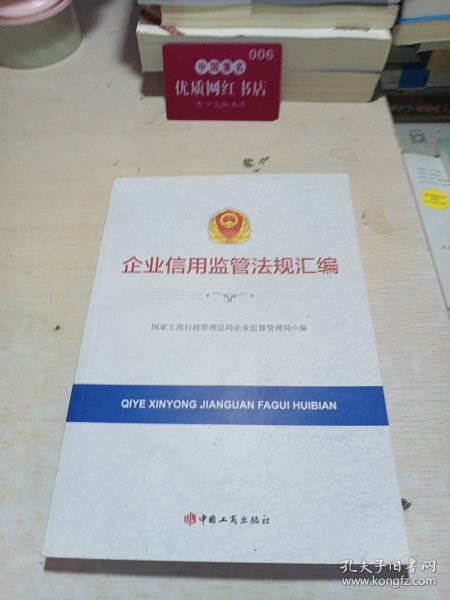 006
中国著名
优质网红书店
企业信用监管法规汇编
国家工商行政管理总局企业监督管理局◎编
QIYE XINYONG JIANGUAN FAGUI HUIBIAN
中国工商出版社
孔夫子旧书网
www.kongfz.com